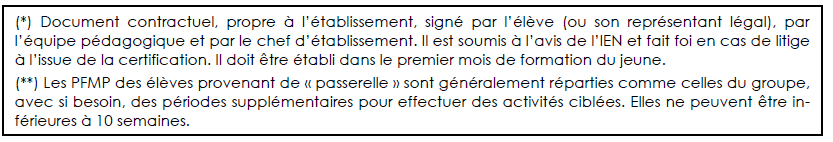 (*) Document contractuel, propre à l’établissement, signé par l’élève (ou son représentant légal), par
l’équipe pédagogique et par le chef d’établissement. Il est soumis à l’avis de l’IEN et fait foi en cas de litige
à l’issue de la certification. Il doit être établi dans le premier mois de formation du jeune.
(**) Les PFMP des élèves provenant de « passerelle » sont généralement réparties comme celles du groupe,
avec si besoin, des périodes supplémentaires pour effectuer des activités ciblées. Elles ne peuvent être in-
férieures à 10 semaines.